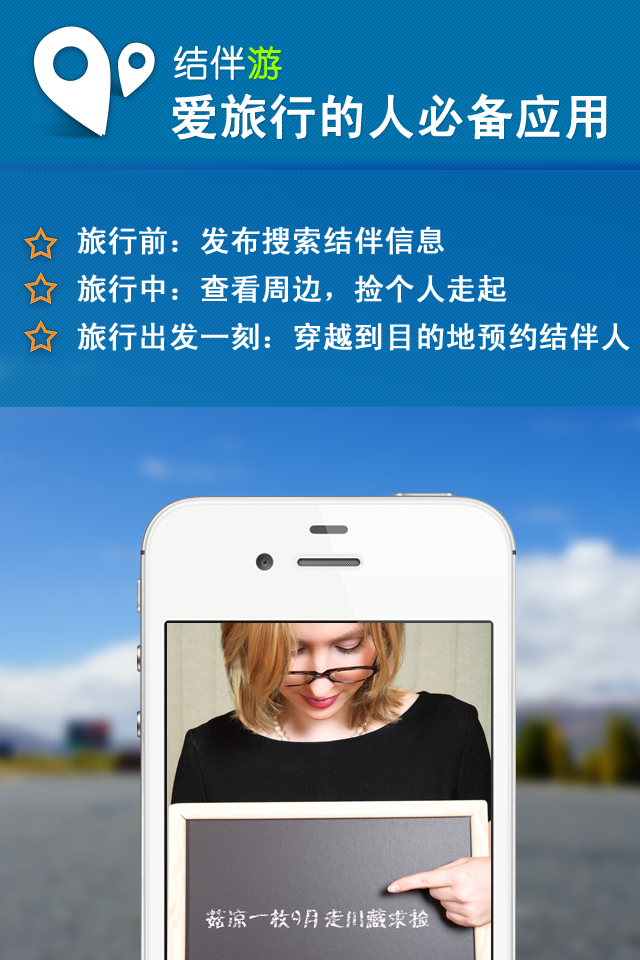 结伴游
爱旅行的人必备应用
旅行前：发布搜索结伴信息
旅行中：查看周边，捡个人走起
旅行出发一刻：穿越到目的地预约结伴人
菇凉一枚9月走川藏求捡